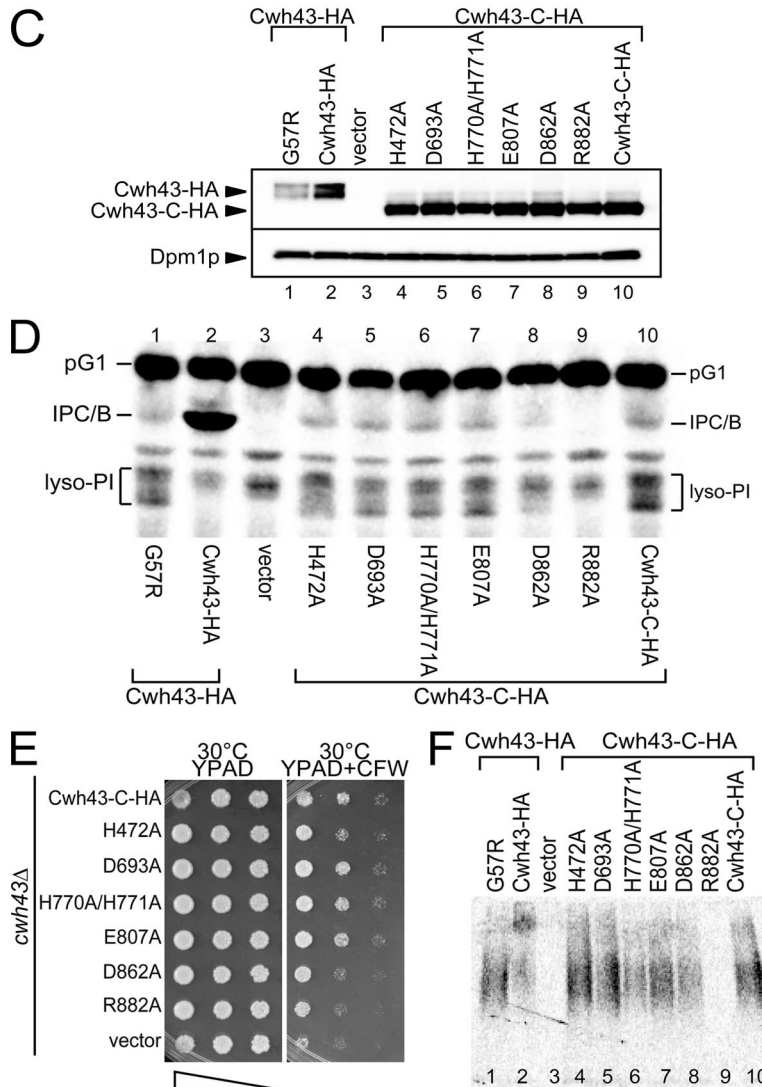 C
Cwh43-HA Cwh43-C-HA
G57R Cwh43-HA vector H472A D693A H770A/H771A E807A D862A R882A Cwh43-C-HA
Cwh43-HA
Cwh43-C-HA
Dpm1p
1 2 3 4 5 6 7 8 9 10
D
1 2 3 4 5 6 7 8 9 10
pG1 pG1
IPC/B IPC/B
lyso-PI lyso-PI
G57R Cwh43-HA vector H472A D693A H770A/H771A E807A D862A R882A Cwh43-C-HA
Cwh43-HA Cwh43-C-HA
E
30°C 30°C
YPAD YPAD+CFW
cwh43Δ
Cwh43-C-HA
H472A
D693A
H770A/H771A
E807A
D862A
R882A
vector
F
Cwh43-HA Cwh43-C-HA
G57R Cwh43-HA vector H472A D693A H770A/H771A E807A D862A R882A Cwh43-C-HA
1 2 3 4 5 6 7 8 9 10